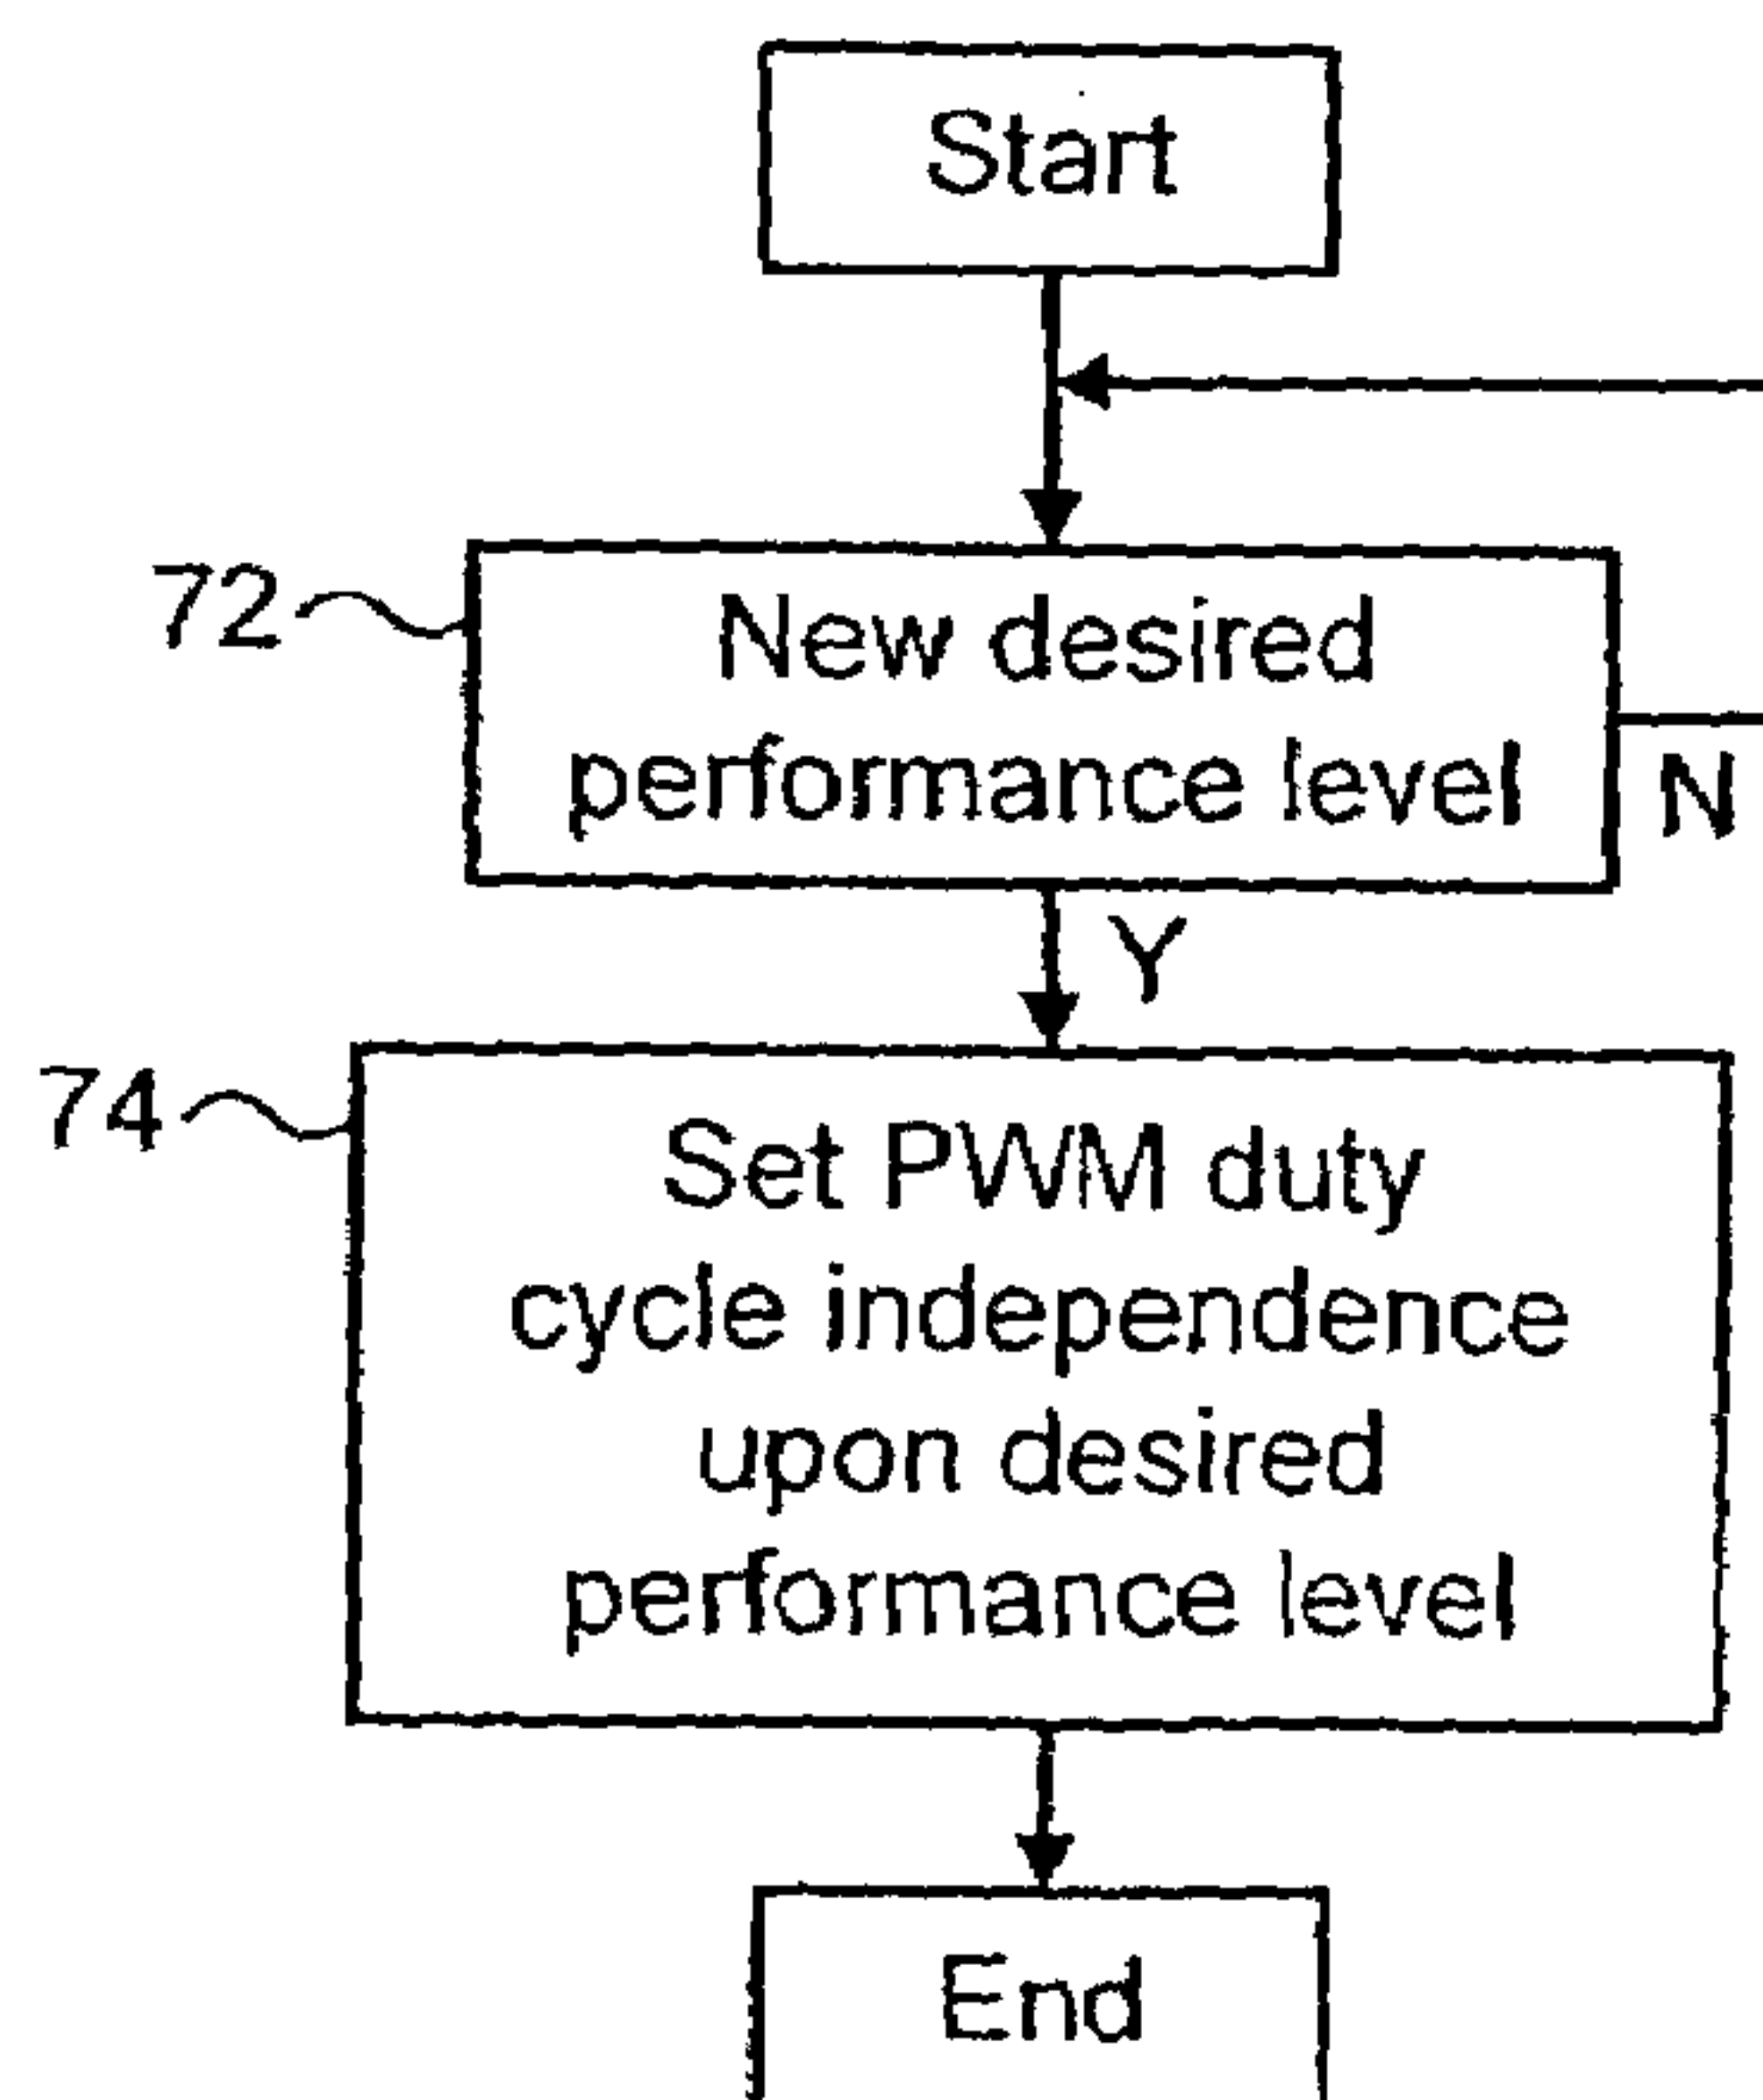 Start
72
New desired
performance level
N
Y
74
Set PWM duty
cycle independence
upon desired
performance level
End